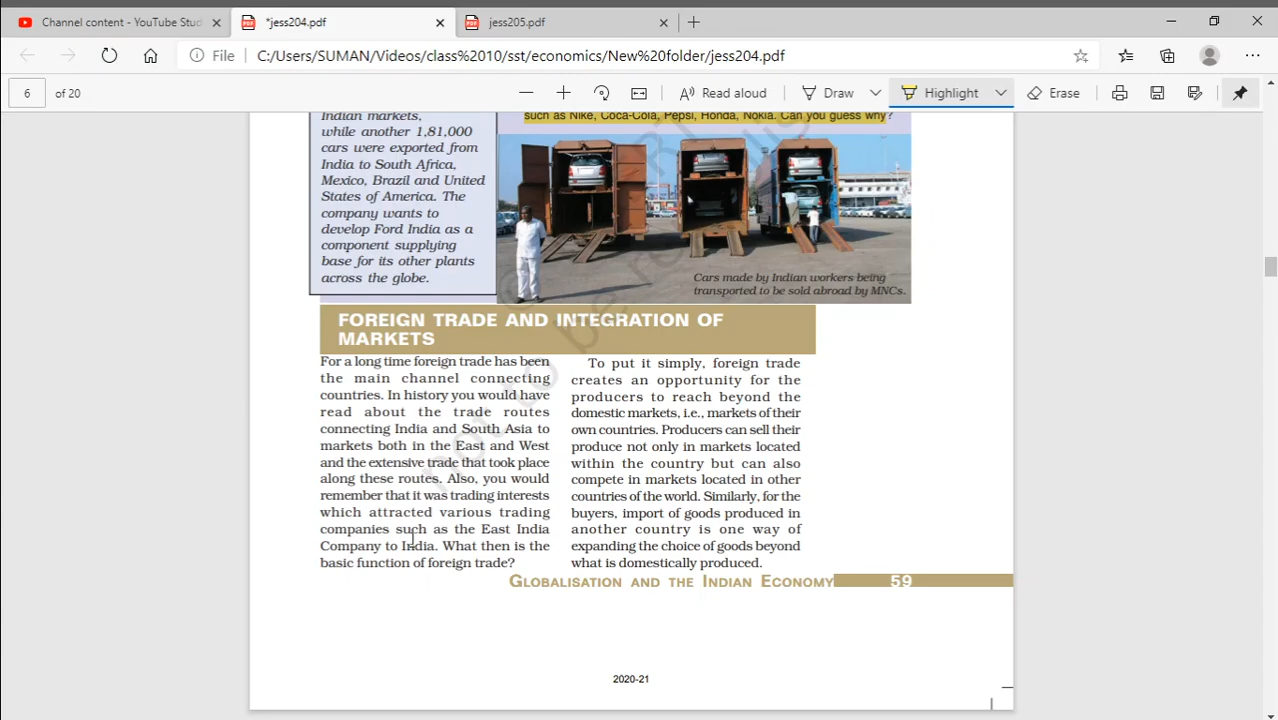 Channel content - YouTube Stud
*jess204.pdf
jess205.pdf
File
C:/Users/SUMAN/Videos/class%2010/sst/economics/New%20folder/jess204.pdf
6 of 20
Read aloud
Draw
Highlight
Erase
Indian markets,
while another 1,81,000
cars were exported from
India to South Africa,
Mexico, Brazil and United
States of America. The
company wants to
develop Ford India as a
component supplying
base for its other plants
across the globe.
such as Nike, Coca-Cola, Pepsi, Honda, Nokia. Can you guess why?
Cars made by Indian workers being
transported to be sold abroad by MNCs.
FOREIGN TRADE AND INTEGRATION OF
MARKETS
For a long time foreign trade has been
the main channel connecting
countries. In history you would have
read about the trade routes
connecting India and South Asia to
markets both in the East and West
and the extensive trade that took place
along these routes. Also, you would
remember that it was trading interests
which attracted various trading
companies such as the East India
Company to India. What then is the
basic function of foreign trade?
To put it simply, foreign trade
creates an opportunity for the
producers to reach beyond the
domestic markets, i.e., markets of their
own countries. Producers can sell their
produce not only in markets located
within the country but can also
compete in markets located in other
countries of the world. Similarly, for the
buyers, import of goods produced in
another country is one way of
expanding the choice of goods beyond
what is domestically produced.
GLOBALISATION AND THE INDIAN ECONOMY
59
2020-21